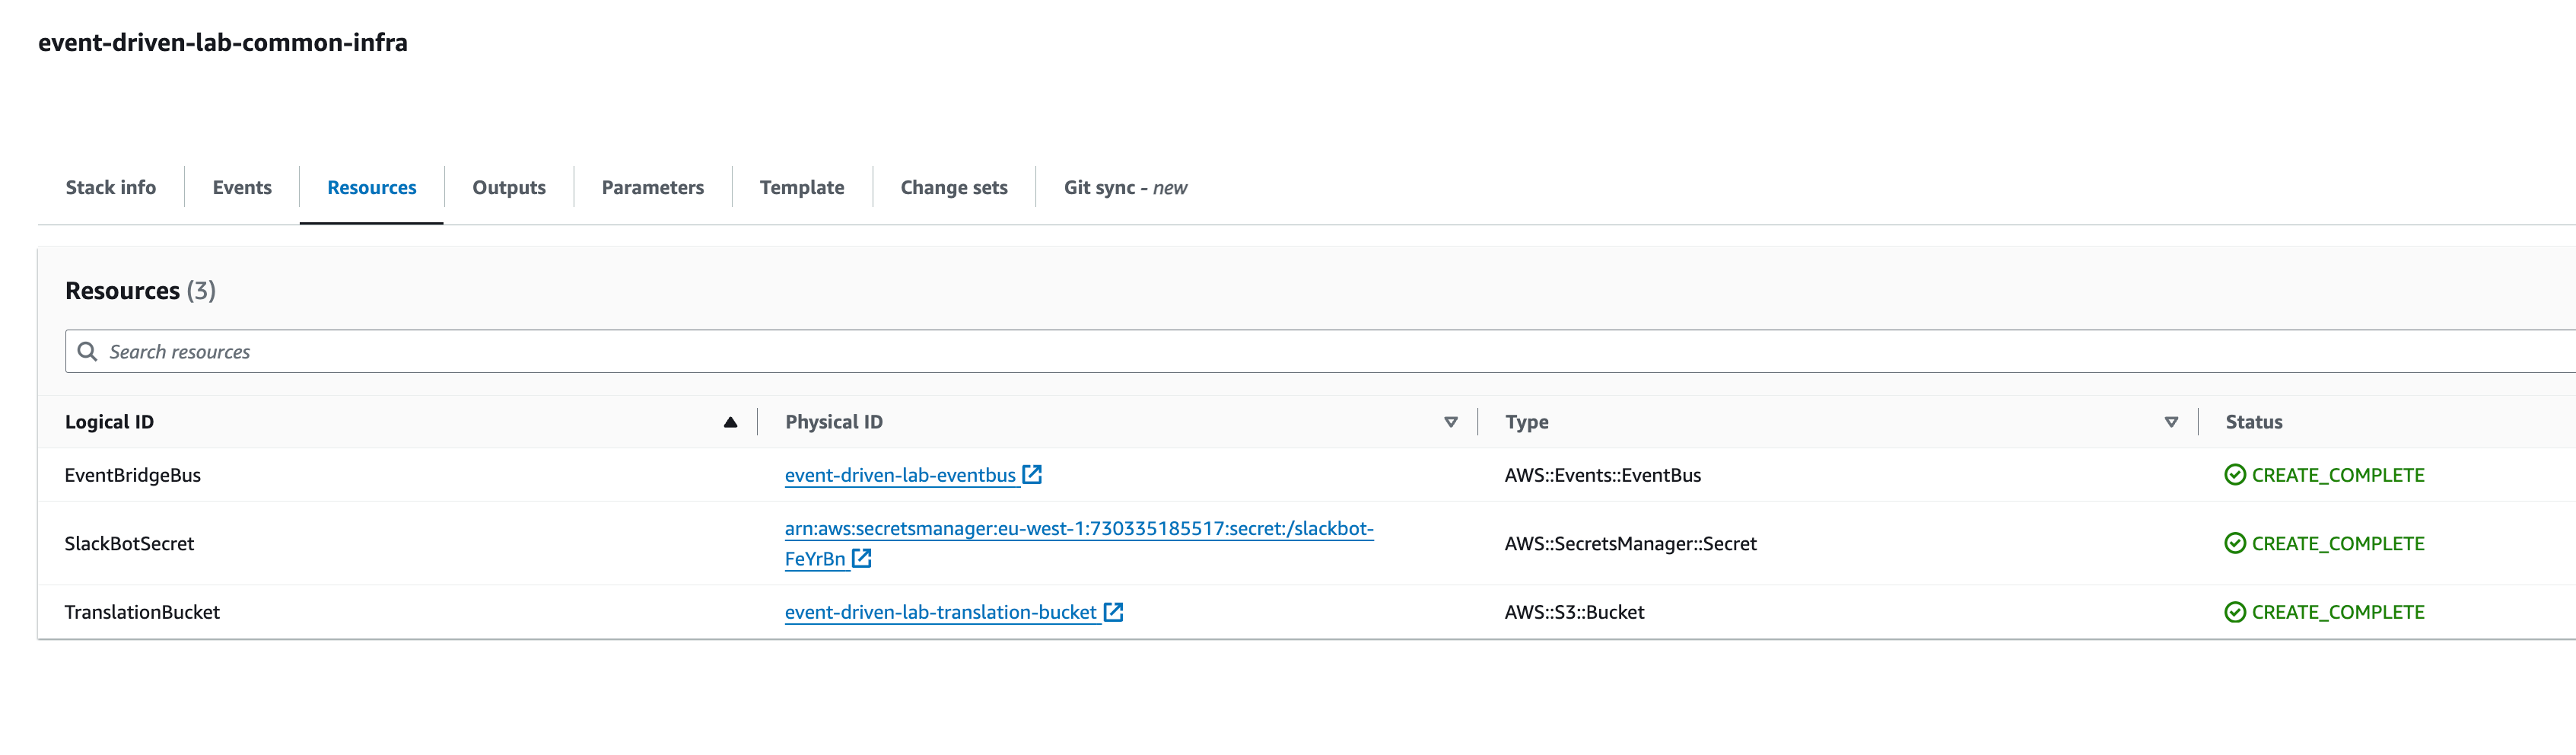 event-driven-lab-common-infra
Stack info Events Resources Outputs Parameters Template Change sets Git sync - new
Resources (3)
Search resources
Logical ID Physical ID Type Status
EventBridgeBus event-driven-lab-eventbus AWS::Events::EventBus CREATE_COMPLETE
SlackBotSecret arn:aws:secretsmanager:eu-west-1:730335185517:secret:/slackbot-
FeYrBn AWS::SecretsManager::Secret CREATE_COMPLETE
TranslationBucket event-driven-lab-translation-bucket AWS::S3::Bucket CREATE_COMPLETE